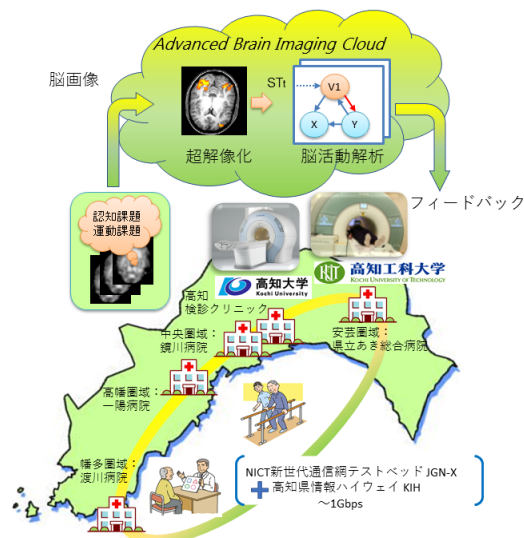 Advanced Brain Imaging Cloud
脳画像
STt
V1
X
Y
超解像化
脳活動解析
フィードバック
認知課題
運動課題
高知大学
Kochi University
KUT
高知工科大学
KOCHI UNIVERSITY OF TECHNOLOGY
高知
検診クリニック
中央圏域：
鏡川病院
安芸圏域：
県立あき総合病院
高幡圏域：
一陽病院
幡多圏域：
渡川病院
NICT新世代通信網テストベッド JGN-X
＋高知県情報ハイウェイ KIH
～1Gbps